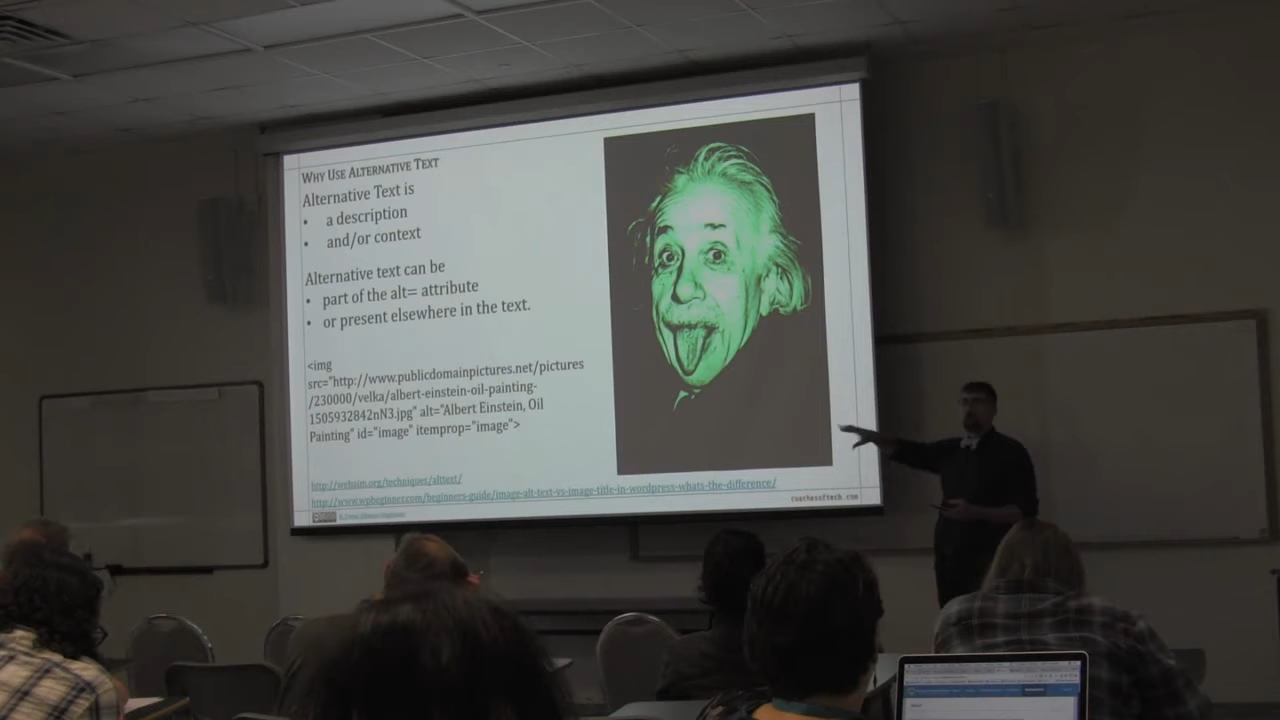 WHY USE ALTERNATIVE TEXT
Alternative Text is
• a description
• and/or context
Alternative text can be
• part of the alt= attribute
• or present elsewhere in the text.
<img
src="http://www.publicdomainpictures.net/pictures
/230000/velka/albert-einstein-oil-painting-
1505932842nN3.jpg" alt="Albert Einstein, Oil
Painting" id="image" itemprop="image">
http://webaim.org/techniques/alttext/
http://www.wpbeginner.com/beginners-guide/image-alt-text-vs-image-title-in-wordpress-whats-the-difference/
coachesoftech.com